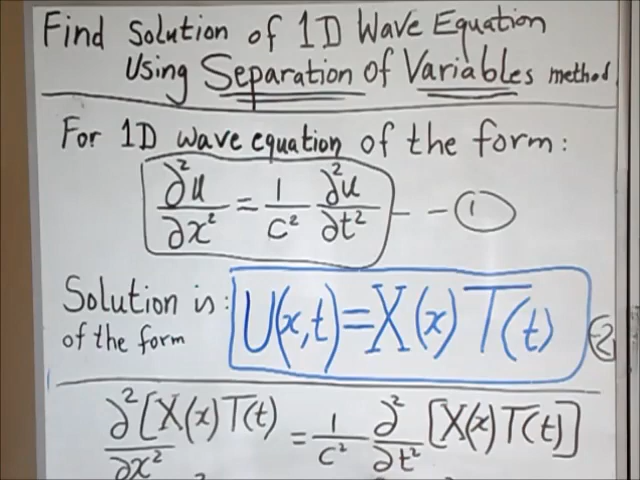 Find Solution of 1D Wave Equation
Using Separation of Variables method
For 1D wave equation of the form:
∂²u/∂x² = 1/c² ∂²u/∂t² -- ①
Solution is: U(x,t)=X(x)T(t) ②
of the form
∂²/∂x² [X(x)T(t) = 1/c² ∂²/∂t² [X(x)T(t)]